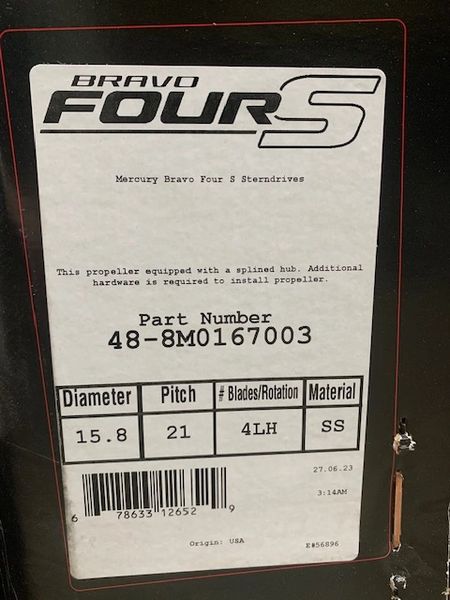 BRAVO
FOUR S
Mercury Bravo Four S Sterndrives
This propeller equipped with a splined hub. Additional
hardware is required to install propeller.
Part Number
48-8M0167003
Diameter Pitch Blades/Rotation Material
15.8 21 4LH SS
27.06.23
3:14AM
6 78633 12652 9
Origin: USA E#56896